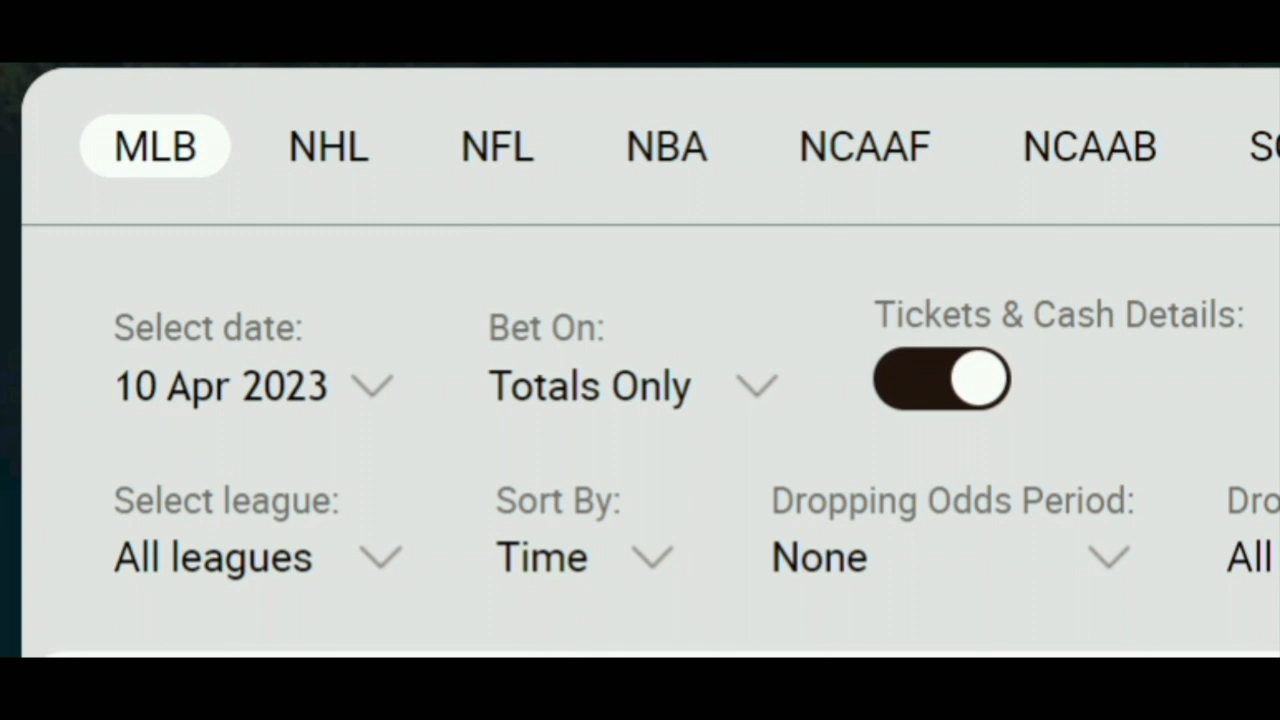 MLB NHL NFL NBA NCAAF NCAAB
Select date: Bet On: Tickets & Cash Details:
10 Apr 2023 Totals Only
Select league: Sort By: Dropping Odds Period:
All leagues Time None All